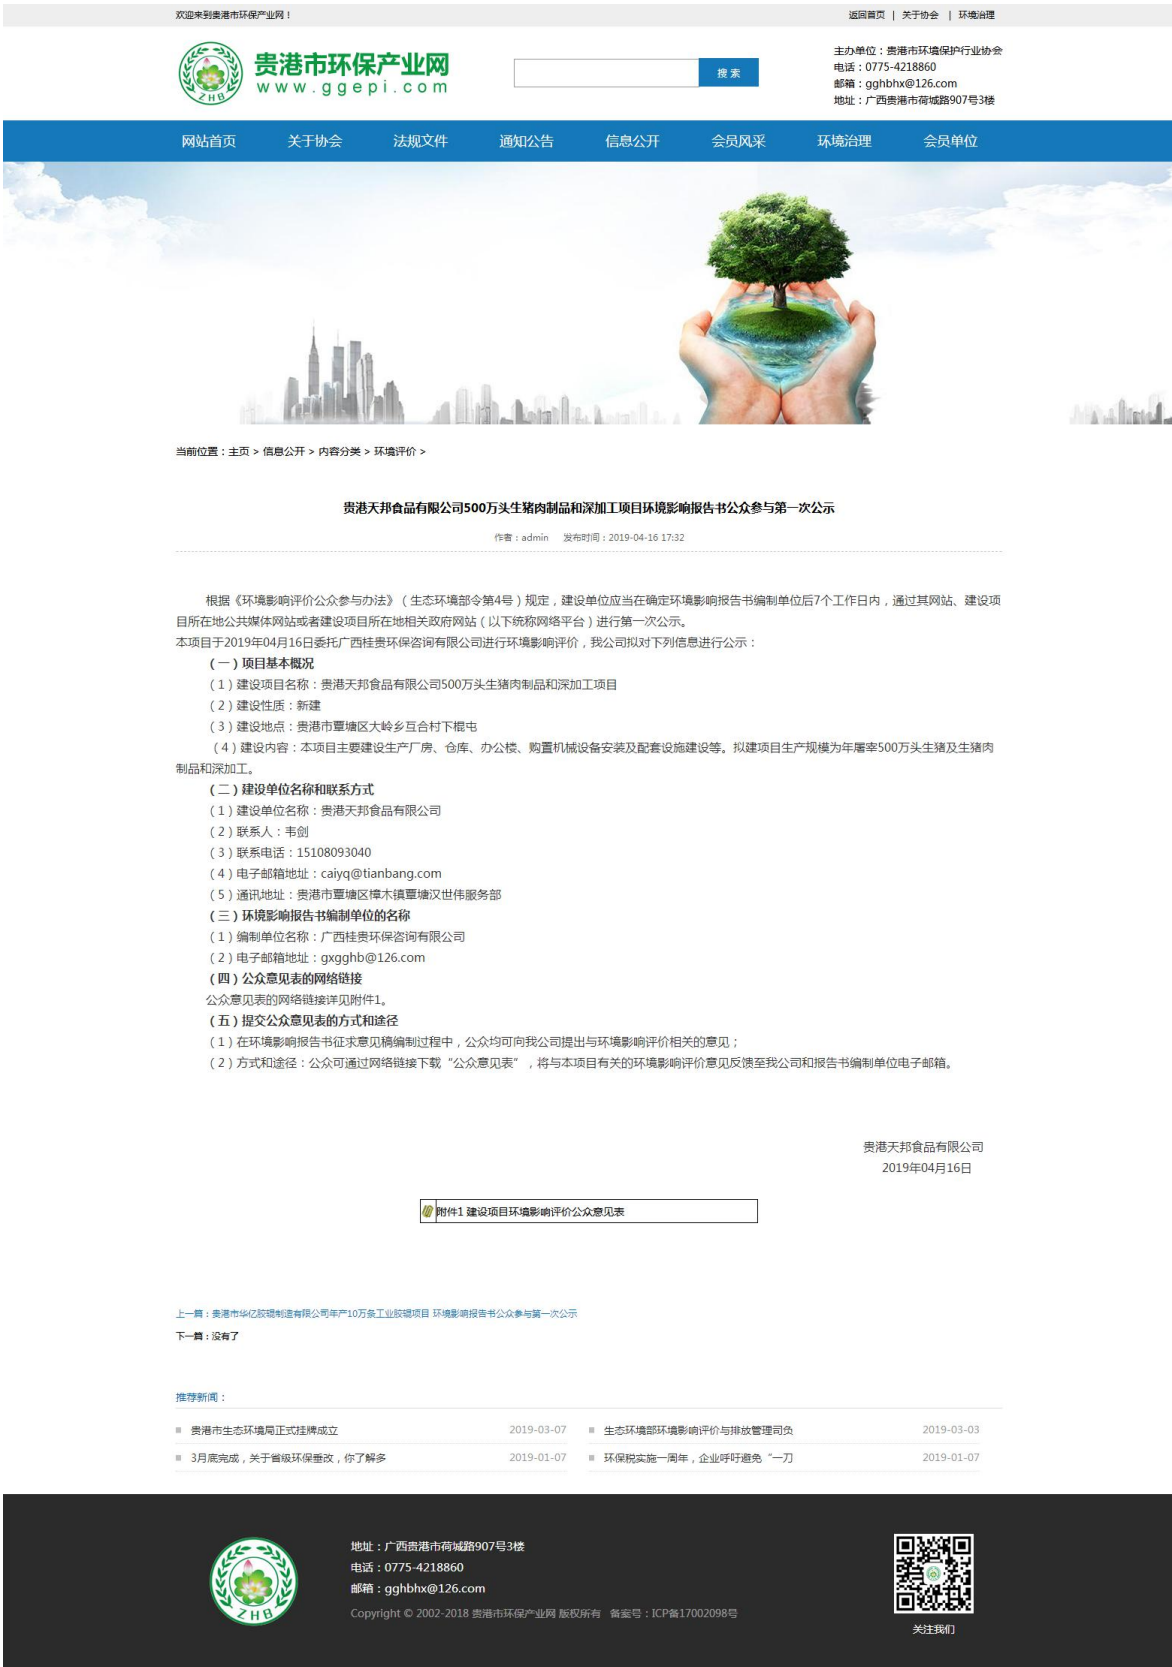 欢迎来到贵港市环保产业网！
返回首页 | 关于协会 | 环境治理
贵港市环保产业网
www.ggepi.com
ZHB
搜 索
主办单位：贵港市环境保护行业协会
电话：0775-4218860
邮箱：gghbhx@126.com
地址：广西贵港市荷城路907号3楼
网站首页 关于协会 法规文件 通知公告 信息公开 会员风采 环境治理 会员单位
当前位置：主页 > 信息公开 > 内容分类 > 环境评价 >
贵港天邦食品有限公司500万头生猪肉制品和深加工项目环境影响报告书公众参与第一次公示
作者：admin 发布时间：2019-04-16 17:32
根据《环境影响评价公众参与办法》（生态环境部令第4号）规定，建设单位应当在确定环境影响报告书编制单位后7个工作日内，通过其网站、建设项
目所在地公共媒体网站或者建设项目所在地相关政府网站（以下统称网络平台）进行第一次公示。
本项目于2019年04月16日委托广西桂贵环保咨询有限公司进行环境影响评价，我公司拟对下列信息进行公示：
（一）项目基本概况
（1）建设项目名称：贵港天邦食品有限公司500万头生猪肉制品和深加工项目
（2）建设性质：新建
（3）建设地点：贵港市覃塘区大岭乡互合村下棍屯
（4）建设内容：本项目主要建设生产厂房、仓库、办公楼、购置机械设备安装及配套设施建设等。拟建项目生产规模为年屠宰500万头生猪及生猪肉
制品和深加工。
（二）建设单位名称和联系方式
（1）建设单位名称：贵港天邦食品有限公司
（2）联系人：韦剑
（3）联系电话：15108093040
（4）电子邮箱地址：caiyq@tianbang.com
（5）通讯地址：贵港市覃塘区樟木镇覃塘汉世伟服务部
（三）环境影响报告书编制单位的名称
（1）编制单位名称：广西桂贵环保咨询有限公司
（2）电子邮箱地址：gxgghb@126.com
（四）公众意见表的网络链接
公众意见表的网络链接详见附件1。
（五）提交公众意见表的方式和途径
（1）在环境影响报告书征求意见稿编制过程中，公众均可向我公司提出与环境影响评价相关的意见；
（2）方式和途径：公众可通过网络链接下载“公众意见表”，将与本项目有关的环境影响评价意见反馈至我公司和报告书编制单位电子邮箱。
贵港天邦食品有限公司
2019年04月16日
附件1 建设项目环境影响评价公众意见表
上一篇：贵港市华亿胶辊制造有限公司年产10万条工业胶辊项目 环境影响报告书公众参与第一次公示
下一篇：没有了
推荐新闻：
贵港市生态环境局正式挂牌成立 2019-03-07
生态环境部环境影响评价与排放管理司负 2019-03-03
3月底完成，关于省级环保垂改，你了解多 2019-01-07
环保税实施一周年，企业呼吁避免“一刀 2019-01-07
ZHB
地址：广西贵港市荷城路907号3楼
电话：0775-4218860
邮箱：gghbhx@126.com
Copyright © 2002-2018 贵港市环保产业网 版权所有 备案号：ICP备17002098号
关注我们